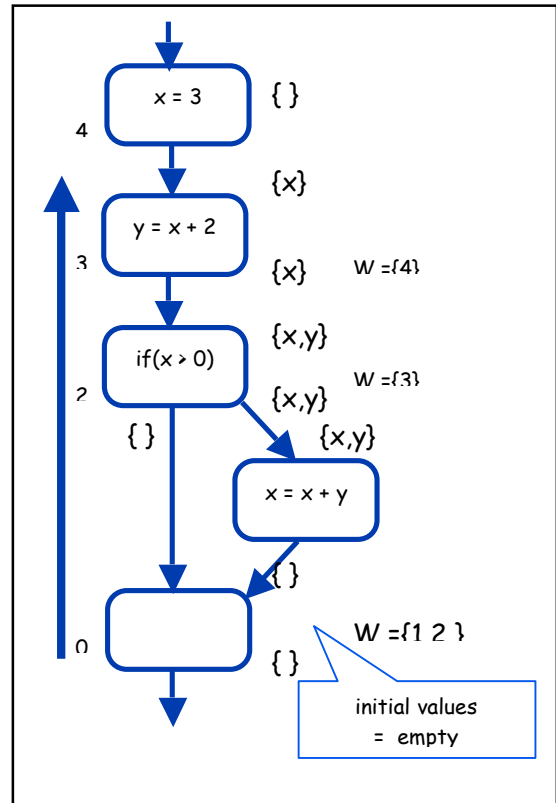 x = 3
{ }
4
{x}
y = x + 2
3
{x}
W ={4}
{x,y}
if(x > 0)
2
{x,y}
W ={3}
{ }
{x,y}
x = x + y
{ }
0
W ={1 2 }
{ }
initial values
= empty